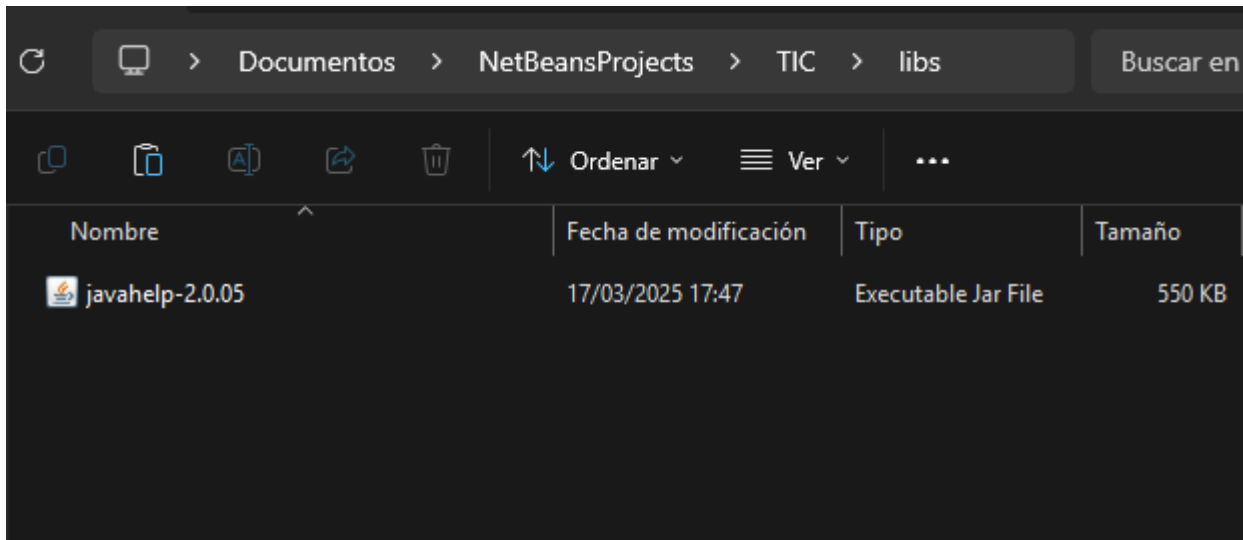 Documentos > NetBeansProjects > TIC > libs Buscar en
Ordenar Ver
Nombre Fecha de modificación Tipo Tamaño
javahelp-2.0.05 17/03/2025 17:47 Executable Jar File 550 KB